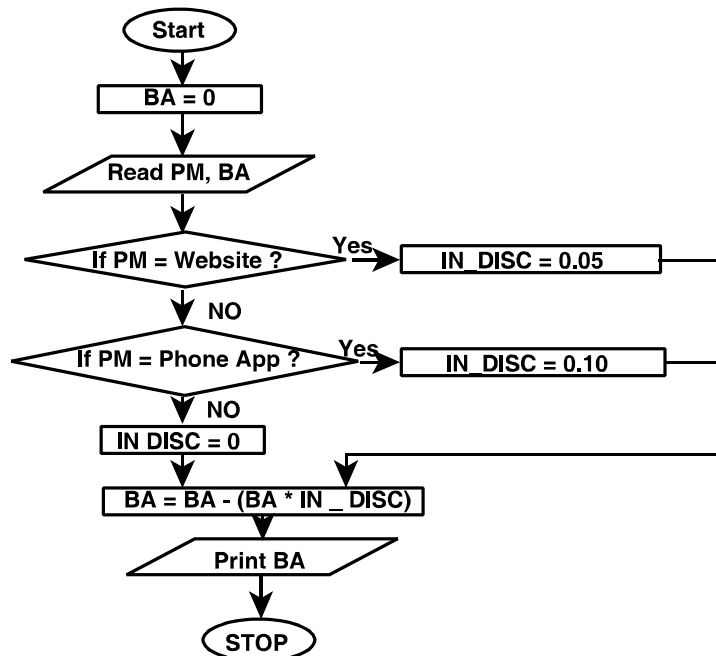 Start
BA = 0
Read PM, BA
If PM = Website ?
Yes
IN_DISC = 0.05
NO
If PM = Phone App ?
Yes
IN_DISC = 0.10
NO
IN DISC = 0
BA = BA - (BA * IN _ DISC)
Print BA
STOP